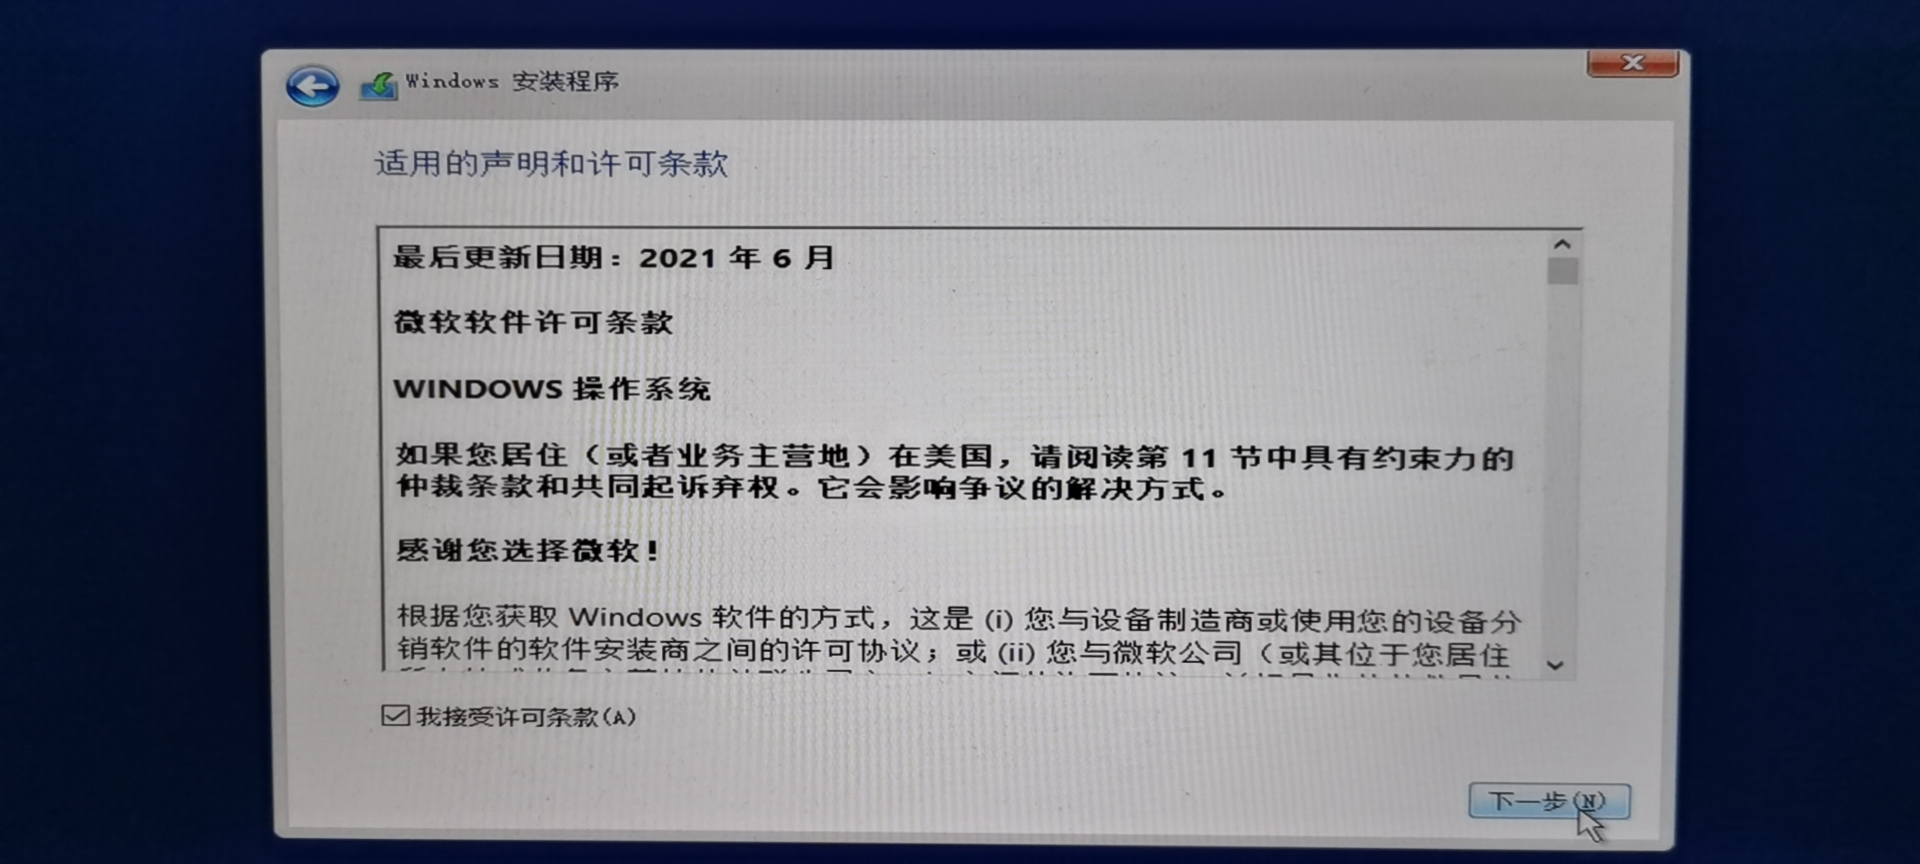 Windows 安装程序
适用的声明和许可条款
最后更新日期：2021 年 6 月
微软软件许可条款
WINDOWS 操作系统
如果您居住（或者业务主营地）在美国，请阅读第 11 节中具有约束力的
仲裁条款和共同起诉弃权。它会影响争议的解决方式。
感谢您选择微软！
根据您获取 Windows 软件的方式，这是 (i) 您与设备制造商或使用您的设备分
销软件的软件安装商之间的许可协议；或 (ii) 您与微软公司（或其位于您居住
我接受许可条款(A)
下一步(N)